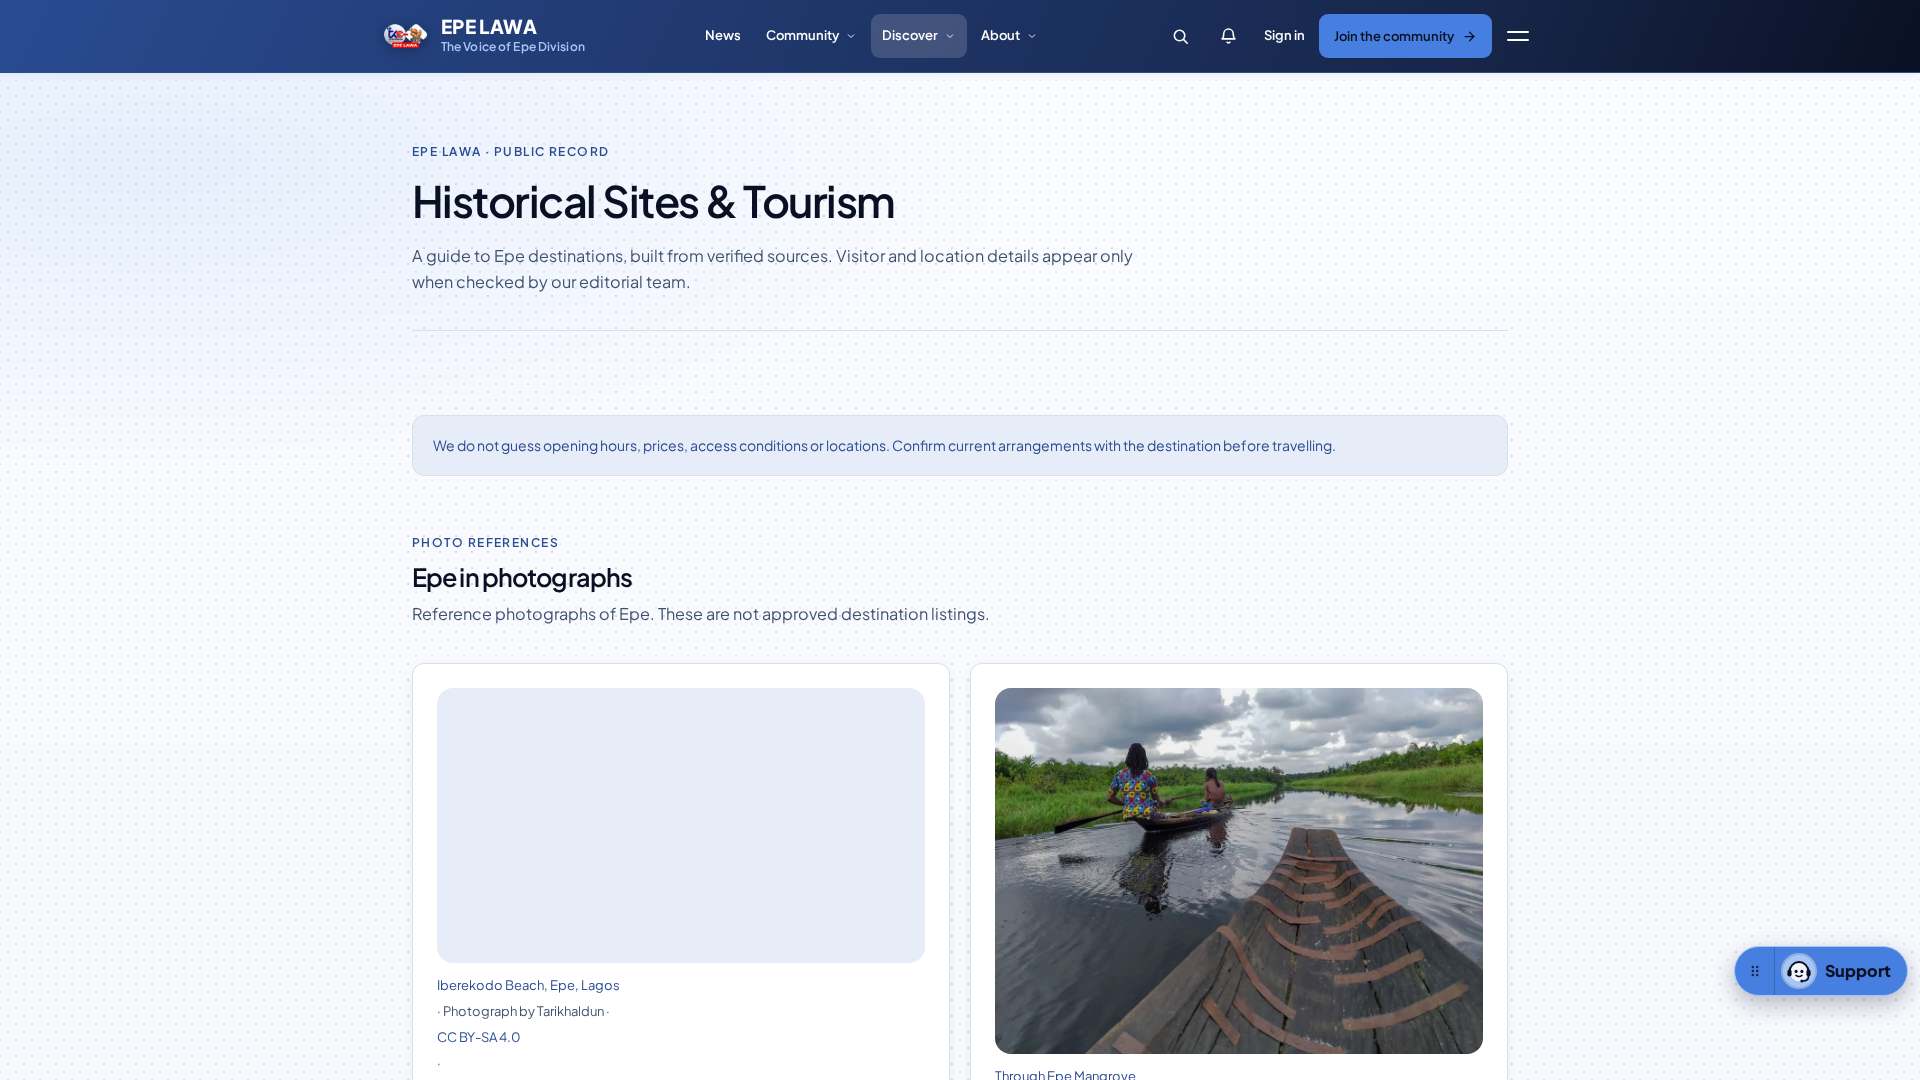 EPE LAWA
The Voice of Epe Division
News
Community
Discover
About
Sign in
Join the community
EPE LAWA · PUBLIC RECORD
Historical Sites & Tourism
A guide to Epe destinations, built from verified sources. Visitor and location details appear only
when checked by our editorial team.
We do not guess opening hours, prices, access conditions or locations. Confirm current arrangements with the destination before travelling.
PHOTO REFERENCES
Epe in photographs
Reference photographs of Epe. These are not approved destination listings.
Iberekodo Beach, Epe, Lagos
· Photograph by Tarikhaldun ·
CC BY-SA 4.0
·
Through Epe Mangrove
Support